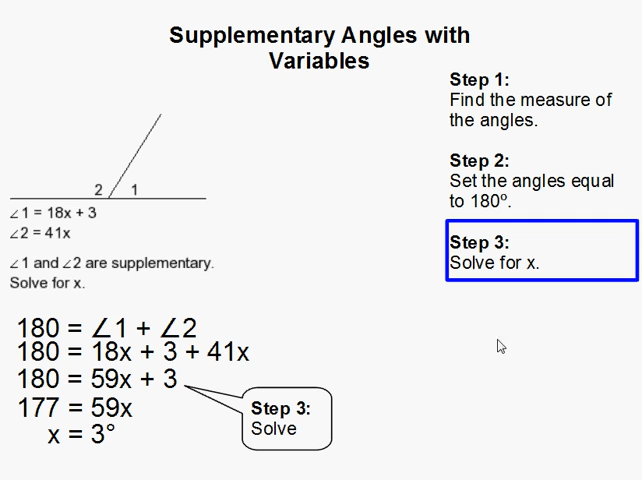 Supplementary Angles with
Variables
Step 1:
Find the measure of
the angles.
Step 2:
Set the angles equal
to 180º.
Step 3:
Solve for x.
2 1
∠1 = 18x + 3
∠2 = 41x
∠1 and ∠2 are supplementary.
Solve for x.
180 = ∠1 + ∠2
180 = 18x + 3 + 41x
180 = 59x + 3
177 = 59x
x = 3°
Step 3:
Solve